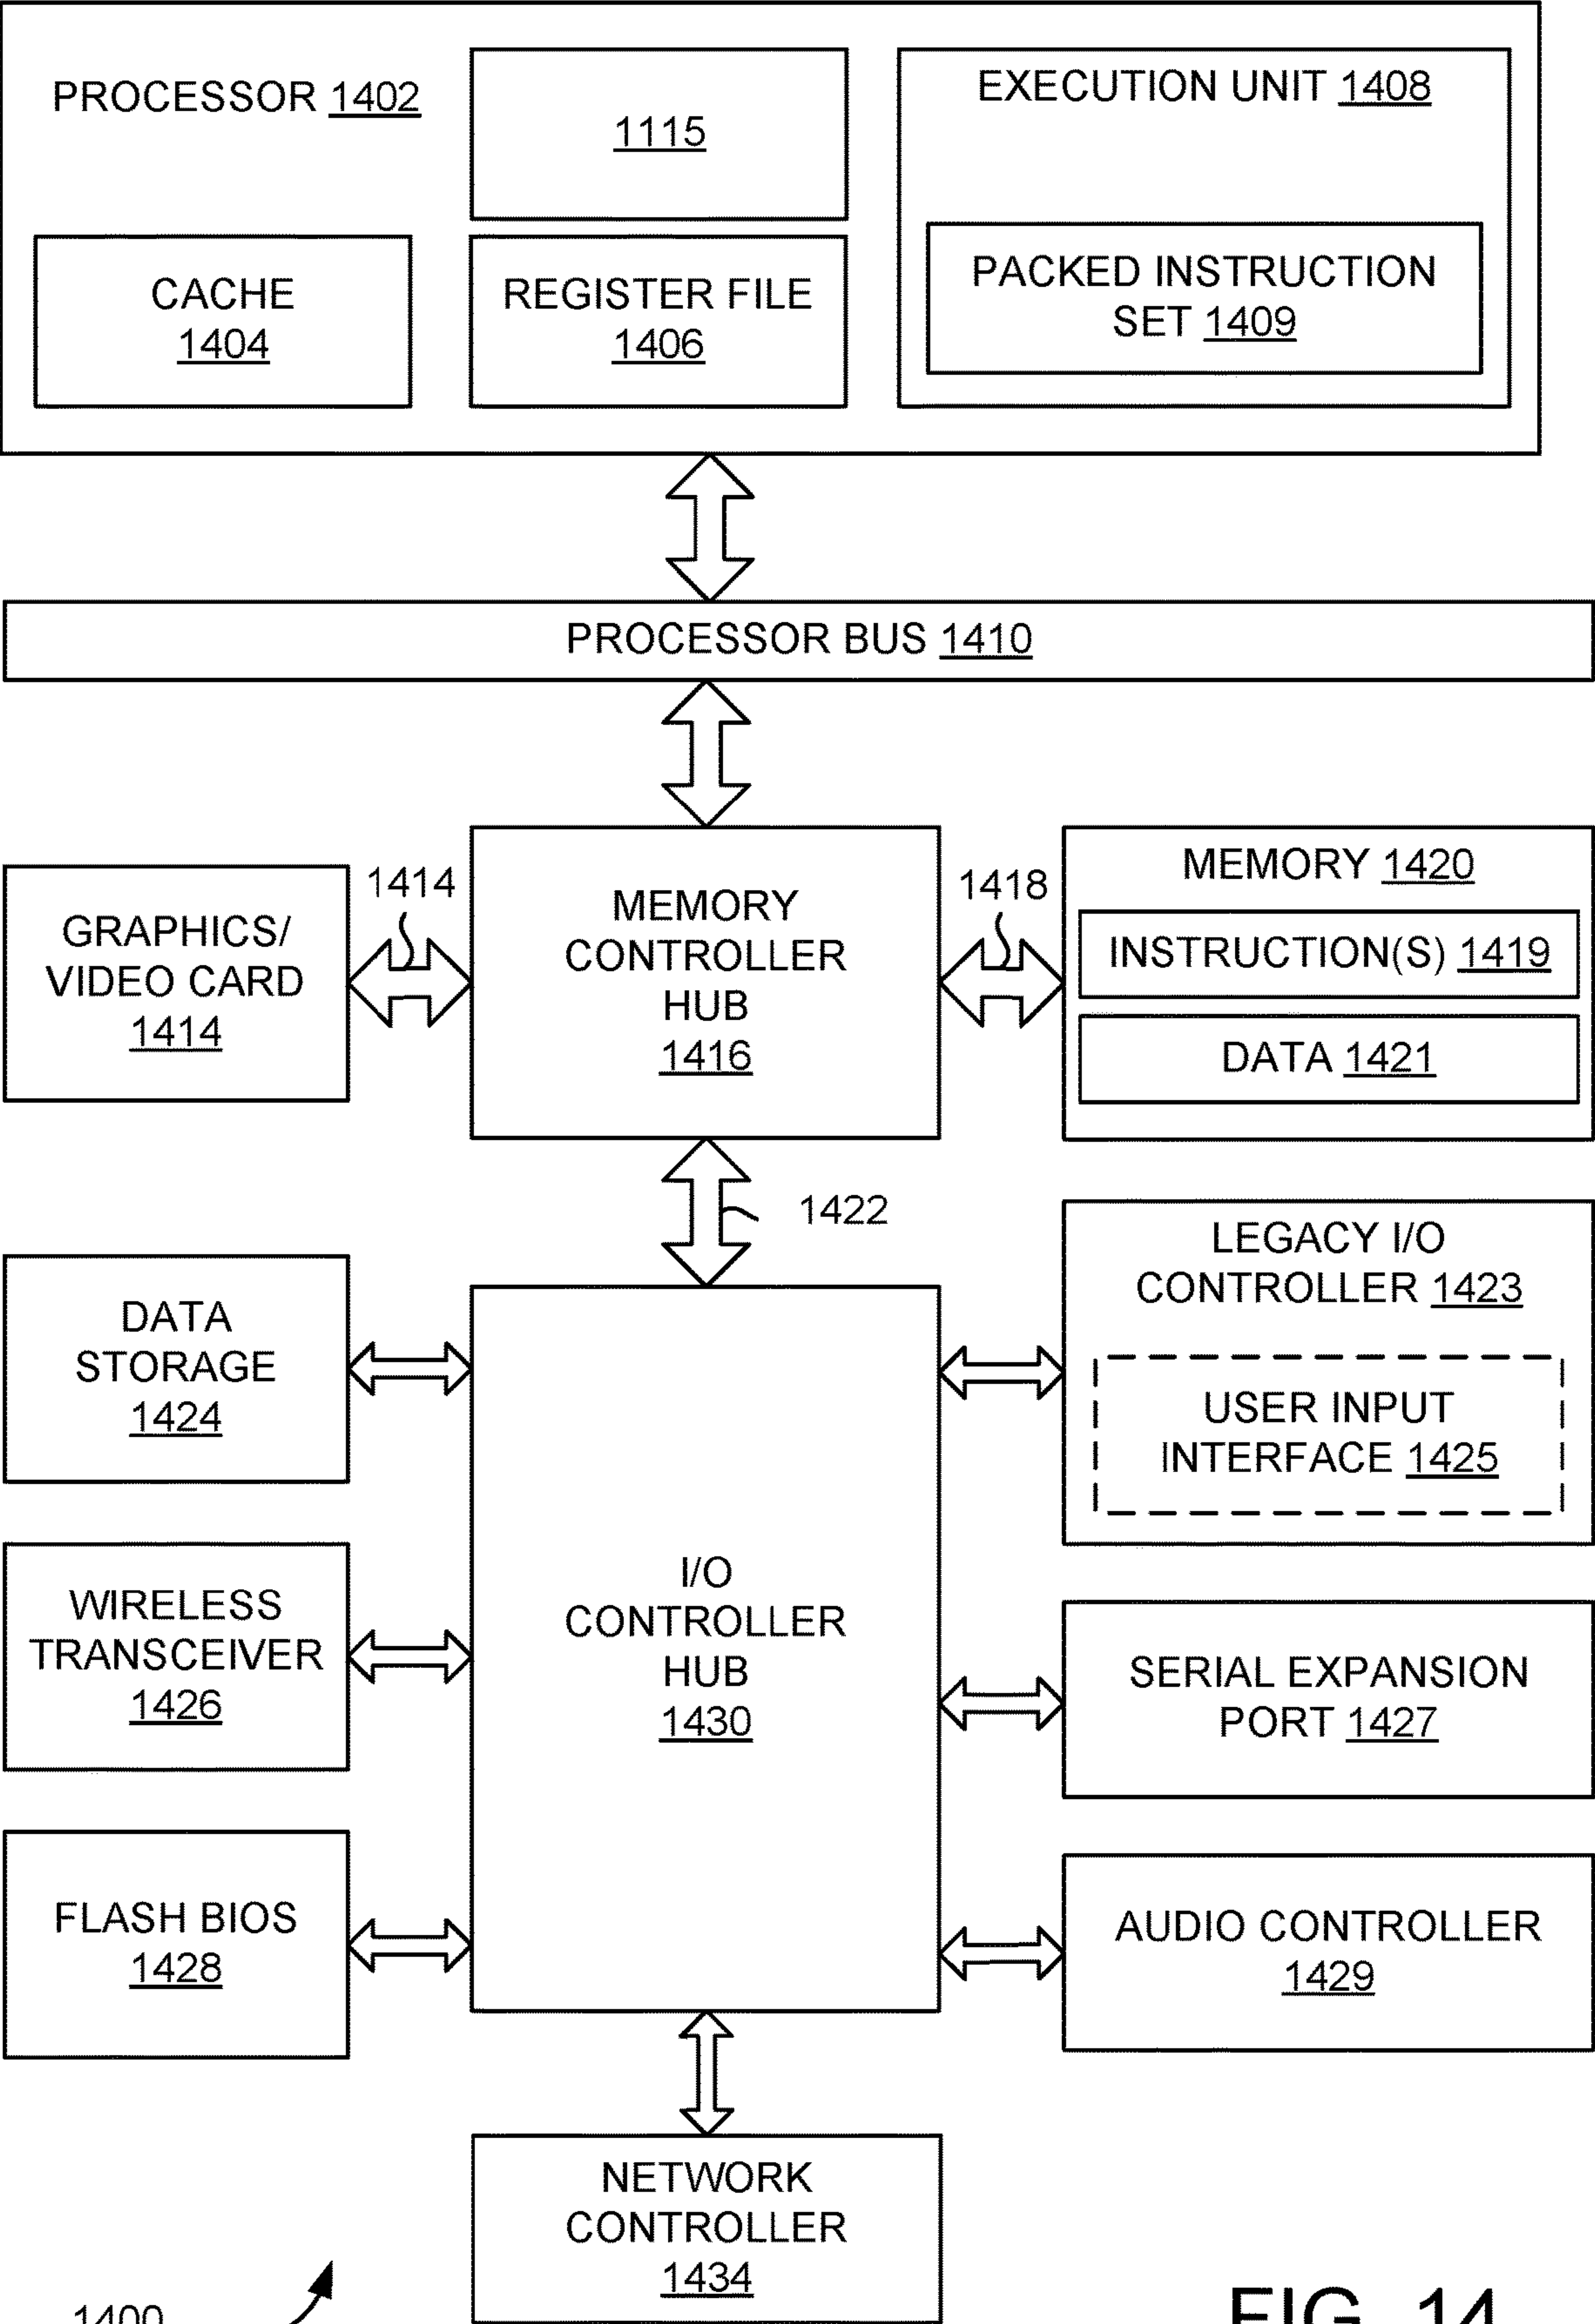 PROCESSOR 1402
1115
EXECUTION UNIT 1408
CACHE
1404
REGISTER FILE
1406
PACKED INSTRUCTION
SET 1409
PROCESSOR BUS 1410
GRAPHICS/
VIDEO CARD
1414
1414
MEMORY
CONTROLLER
HUB
1416
1418
MEMORY 1420
INSTRUCTION(S) 1419
DATA 1421
1422
DATA
STORAGE
1424
LEGACY I/O
CONTROLLER 1423
USER INPUT
INTERFACE 1425
WIRELESS
TRANSCEIVER
1426
I/O
CONTROLLER
HUB
1430
SERIAL EXPANSION
PORT 1427
FLASH BIOS
1428
AUDIO CONTROLLER
1429
NETWORK
CONTROLLER
1434
1400
FIG. 14